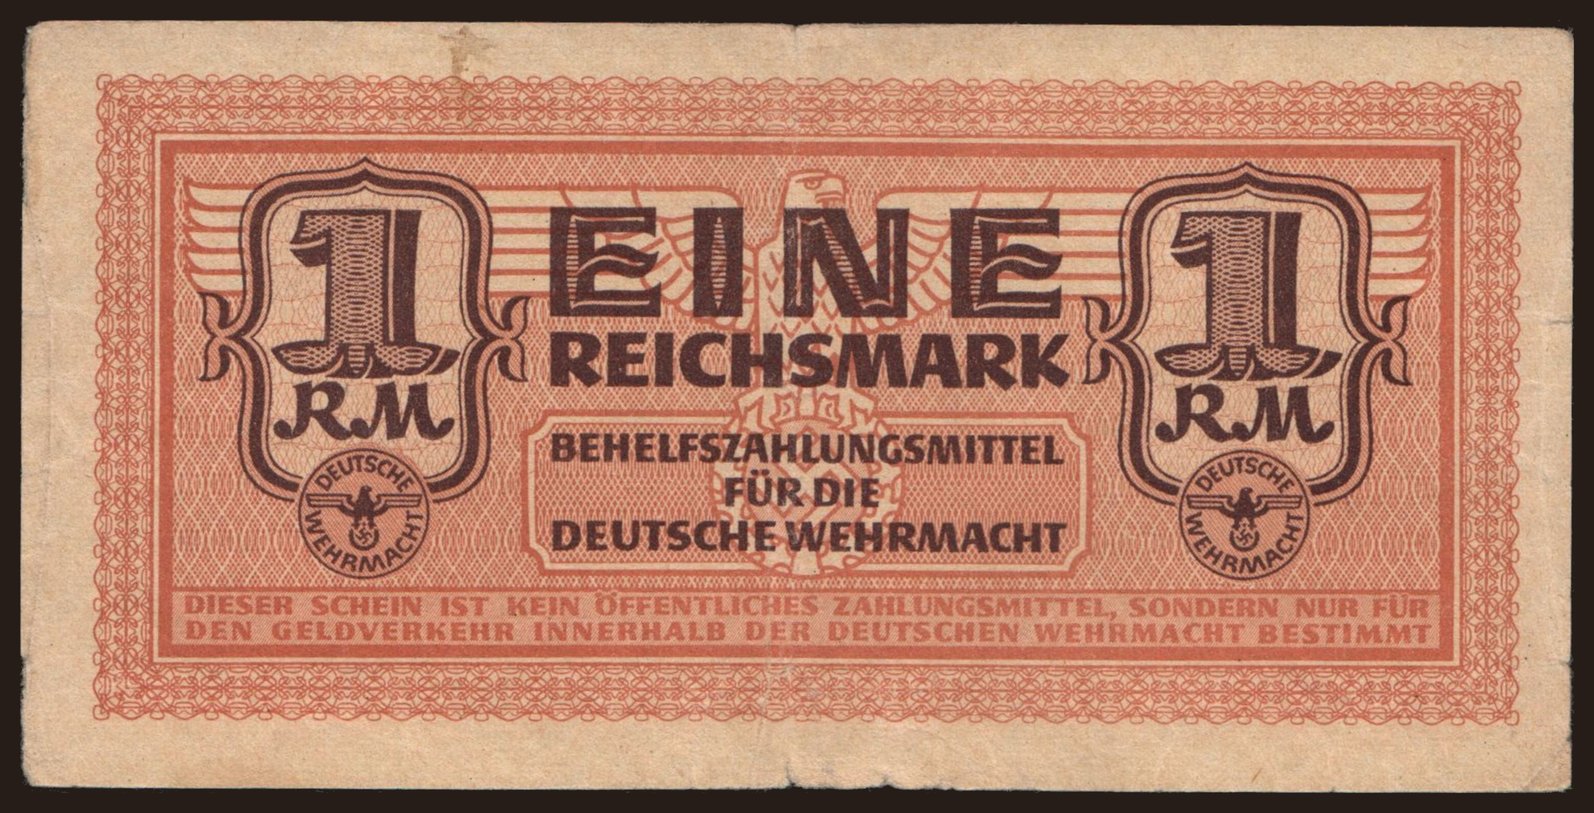 1
RM
DEUTSCHE
WEHRMACHT
EINE
REICHSMARK
BEHELFSZAHLUNGSMITTEL
FÜR DIE
DEUTSCHE WEHRMACHT
1
RM
DEUTSCHE
WEHRMACHT
DIESER SCHEIN IST KEIN ÖFFENTLICHES ZAHLUNGSMITTEL, SONDERN NUR FÜR
DEN GELDVERKEHR INNERHALB DER DEUTSCHEN WEHRMACHT BESTIMMT